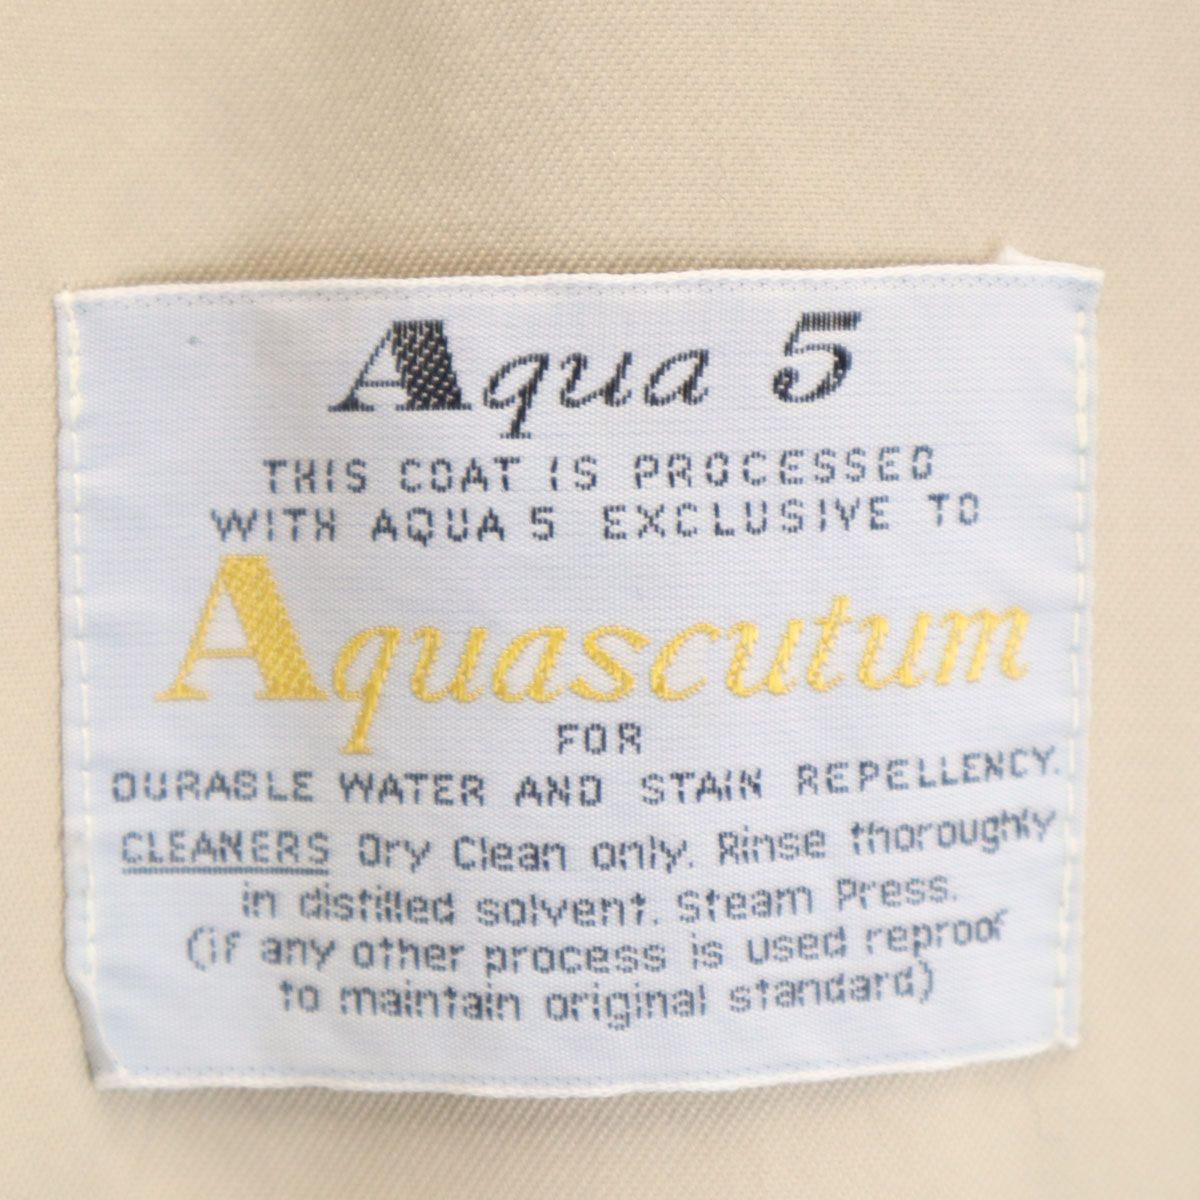 Aqua 5
THIS COAT IS PROCESSED
WITH AQUA 5 EXCLUSIVE TO
Aquascutum
FOR
DURABLE WATER AND STAIN REPELLENCY.
CLEANERS Dry Clean only. Rinse thoroughly
in distilled solvent. Steam Press.
(if any other process is used reproof
to maintain original standard)